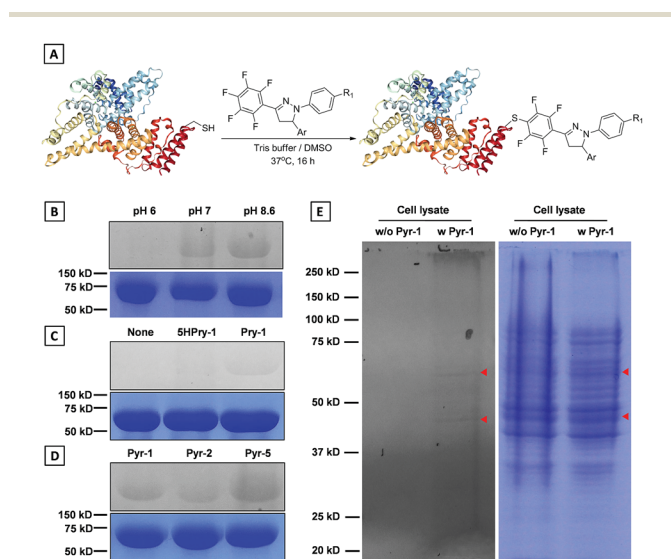 A
F
F
F
F
F
N
N
R1
Ar
SH
Tris buffer / DMSO
37°C, 16 h
S
F
F
F
F
N
N
R1
Ar
B
pH 6 pH 7 pH 8.6
150 kD
75 kD
50 kD
C
None 5HPry-1 Pry-1
150 kD
75 kD
50 kD
D
Pyr-1 Pyr-2 Pyr-5
150 kD
75 kD
50 kD
E
Cell lysate Cell lysate
w/o Pyr-1 w Pyr-1 w/o Pyr-1 w Pyr-1
250 kD
150 kD
100 kD
75 kD
50 kD
37 kD
25 kD
20 kD